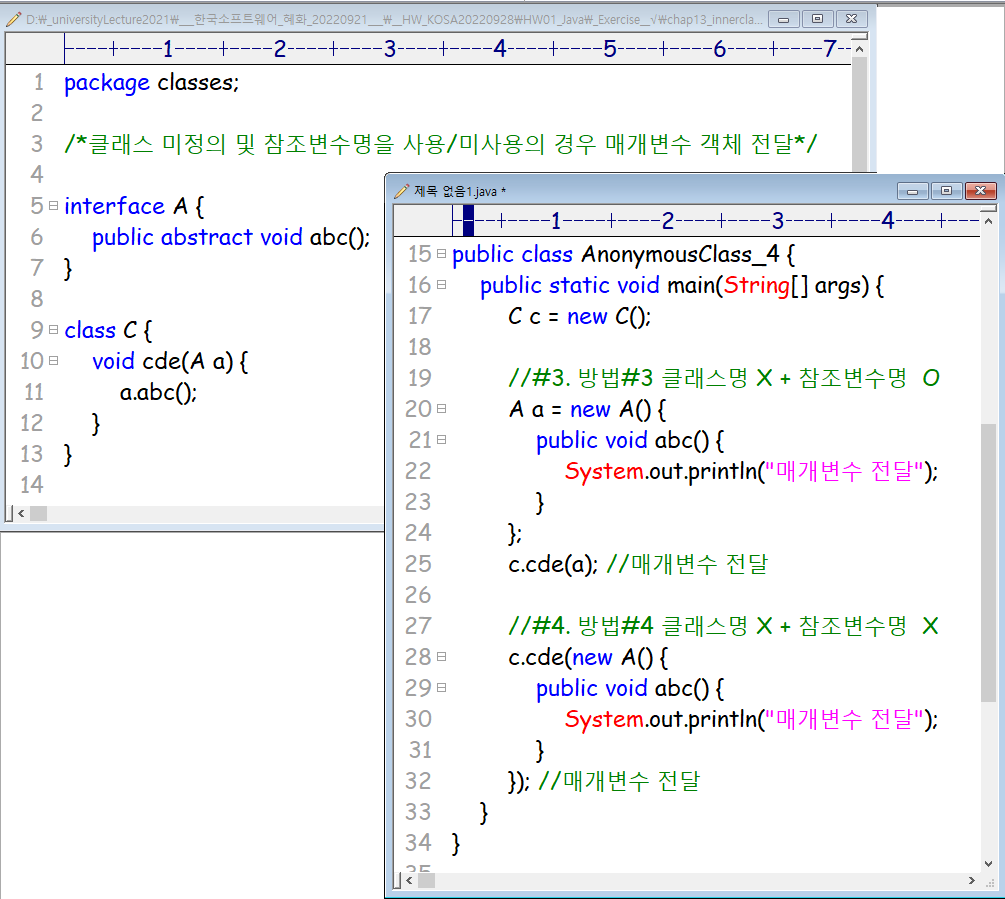 D:\_universityLecture2021\___한국소프트웨어_혜화_20220921___\__HW_KOSA20220928\HW01_Java\_Exercise__√\chap13_innercla...
----+----1----+----2----+----3----+----4----+----5----+----6----+----7--
1 package classes;
2
3 /*클래스 미정의 및 참조변수명을 사용/미사용의 경우 매개변수 객체 전달*/
4
5 interface A {
6 public abstract void abc();
7 }
8
9 class C {
10 void cde(A a) {
11 a.abc();
12 }
13 }
14
제목 없음1.java *
----+----1----+----2----+----3----+----4----+---
15 public class AnonymousClass_4 {
16 public static void main(String[] args) {
17 C c = new C();
18
19 //#3. 방법#3 클래스명 X + 참조변수명 O
20 A a = new A() {
21 public void abc() {
22 System.out.println("매개변수 전달");
23 }
24 };
25 c.cde(a); //매개변수 전달
26
27 //#4. 방법#4 클래스명 X + 참조변수명 X
28 c.cde(new A() {
29 public void abc() {
30 System.out.println("매개변수 전달");
31 }
32 }); //매개변수 전달
33 }
34 }
35